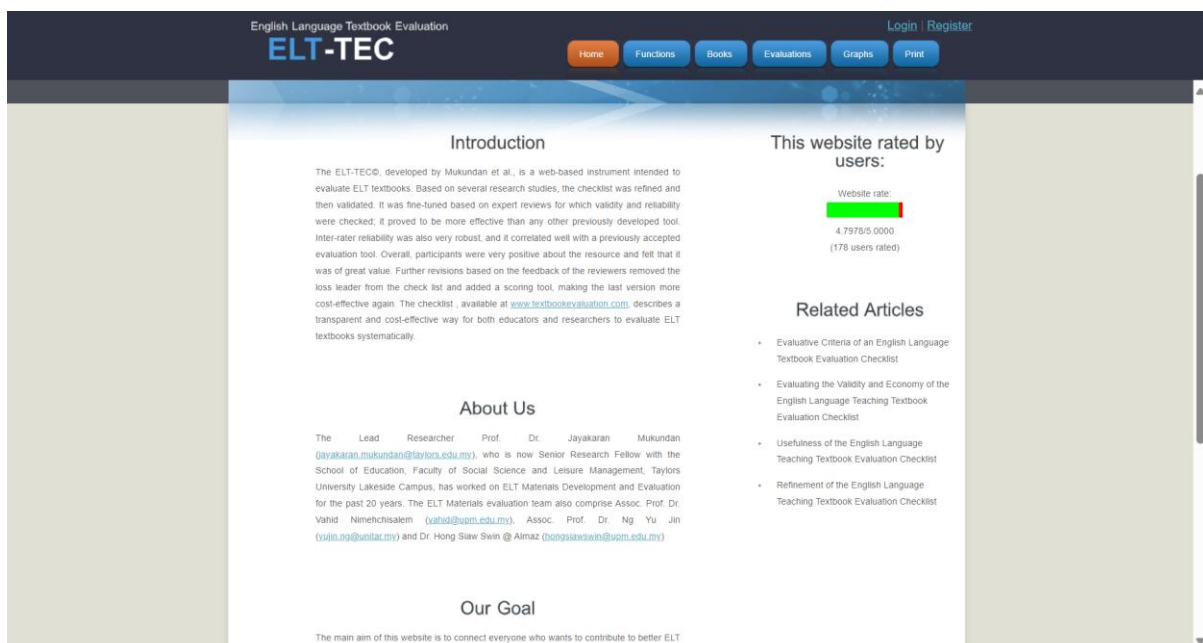 English Language Textbook Evaluation
ELT-TEC
Login | Register
Home
Functions
Books
Evaluations
Graphs
Print
Introduction
The ELT-TEC©, developed by Mukundan et al., is a web-based instrument intended to
evaluate ELT textbooks. Based on several research studies, the checklist was refined and
then validated. It was fine-tuned based on expert reviews for which validity and reliability
were checked; it proved to be more effective than any other previously developed tool.
Inter-rater reliability was also very robust, and it correlated well with a previously accepted
evaluation tool. Overall, participants were very positive about the resource and felt that it
was of great value. Further revisions based on the feedback of the reviewers removed the
loss leader from the check list and added a scoring tool, making the last version more
cost-effective again. The checklist , available at www.textbookevaluation.com, describes a
transparent and cost-effective way for both educators and researchers to evaluate ELT
textbooks systematically.
About Us
The Lead Researcher Prof. Dr. Jayakaran Mukundan
(jayakaran.mukundan@taylors.edu.my), who is now Senior Research Fellow with the
School of Education, Faculty of Social Science and Leisure Management, Taylors
University Lakeside Campus, has worked on ELT Materials Development and Evaluation
for the past 20 years. The ELT Materials evaluation team also comprise Assoc. Prof. Dr.
Vahid Nimehchisalem (vahid@upm.edu.my), Assoc. Prof. Dr. Ng Yu Jin
(yujin.ng@unitar.my) and Dr. Hong Siaw Swin @ Almaz (hongsiawswin@upm.edu.my)
Our Goal
The main aim of this website is to connect everyone who wants to contribute to better ELT
This website rated by
users:
Website rate:
4.7978/5.0000
(178 users rated)
Related Articles
Evaluative Criteria of an English Language
Textbook Evaluation Checklist
Evaluating the Validity and Economy of the
English Language Teaching Textbook
Evaluation Checklist
Usefulness of the English Language
Teaching Textbook Evaluation Checklist
Refinement of the English Language
Teaching Textbook Evaluation Checklist